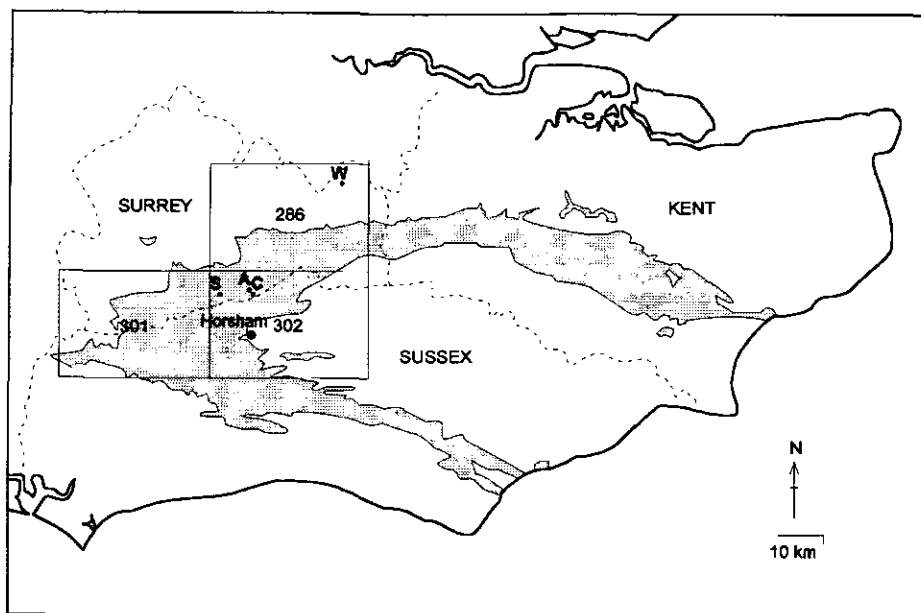 W
SURREY
286
KENT
S
A C
301
Horsham
302
SUSSEX
N
10 km